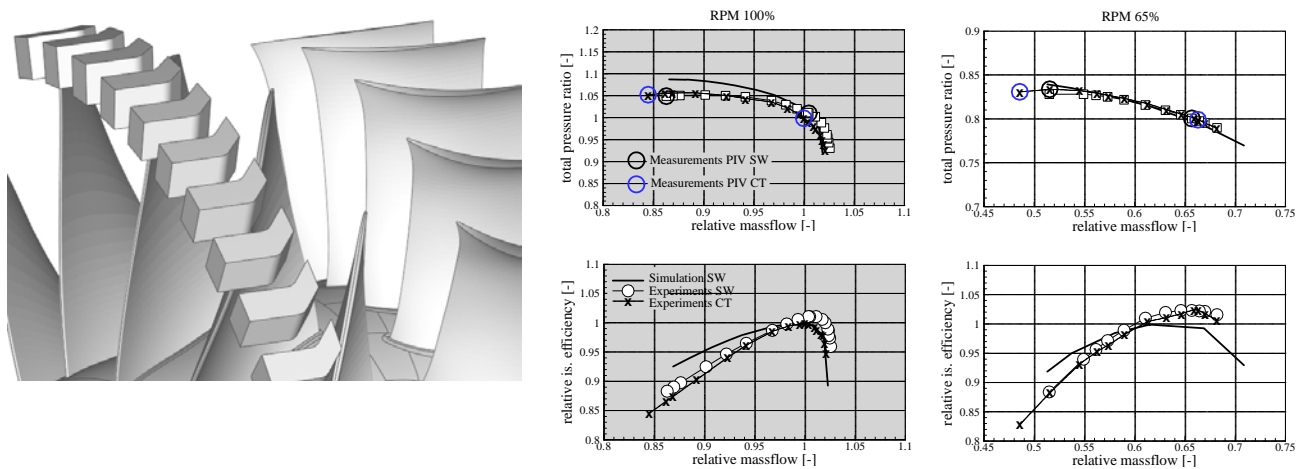 RPM 100%
total pressure ratio [-]
1.2
1.15
1.1
1.05
1
0.95
0.9
0.85
0.8
Measurements PIV SW
Measurements PIV CT
0.8 0.85 0.9 0.95 1 1.05 1.1
relative massflow [-]
RPM 65%
total pressure ratio [-]
0.9
0.85
0.8
0.75
0.7
0.45 0.5 0.55 0.6 0.65 0.7 0.75
relative massflow [-]
relative is. efficiency [-]
1.1
1.05
1
0.95
0.9
0.85
0.8
Simulation SW
Experiments SW
Experiments CT
0.8 0.85 0.9 0.95 1 1.05 1.1
relative massflow [-]
relative is. efficiency [-]
1.1
1.05
1
0.95
0.9
0.85
0.8
0.45 0.5 0.55 0.6 0.65 0.7 0.75
relative massflow [-]